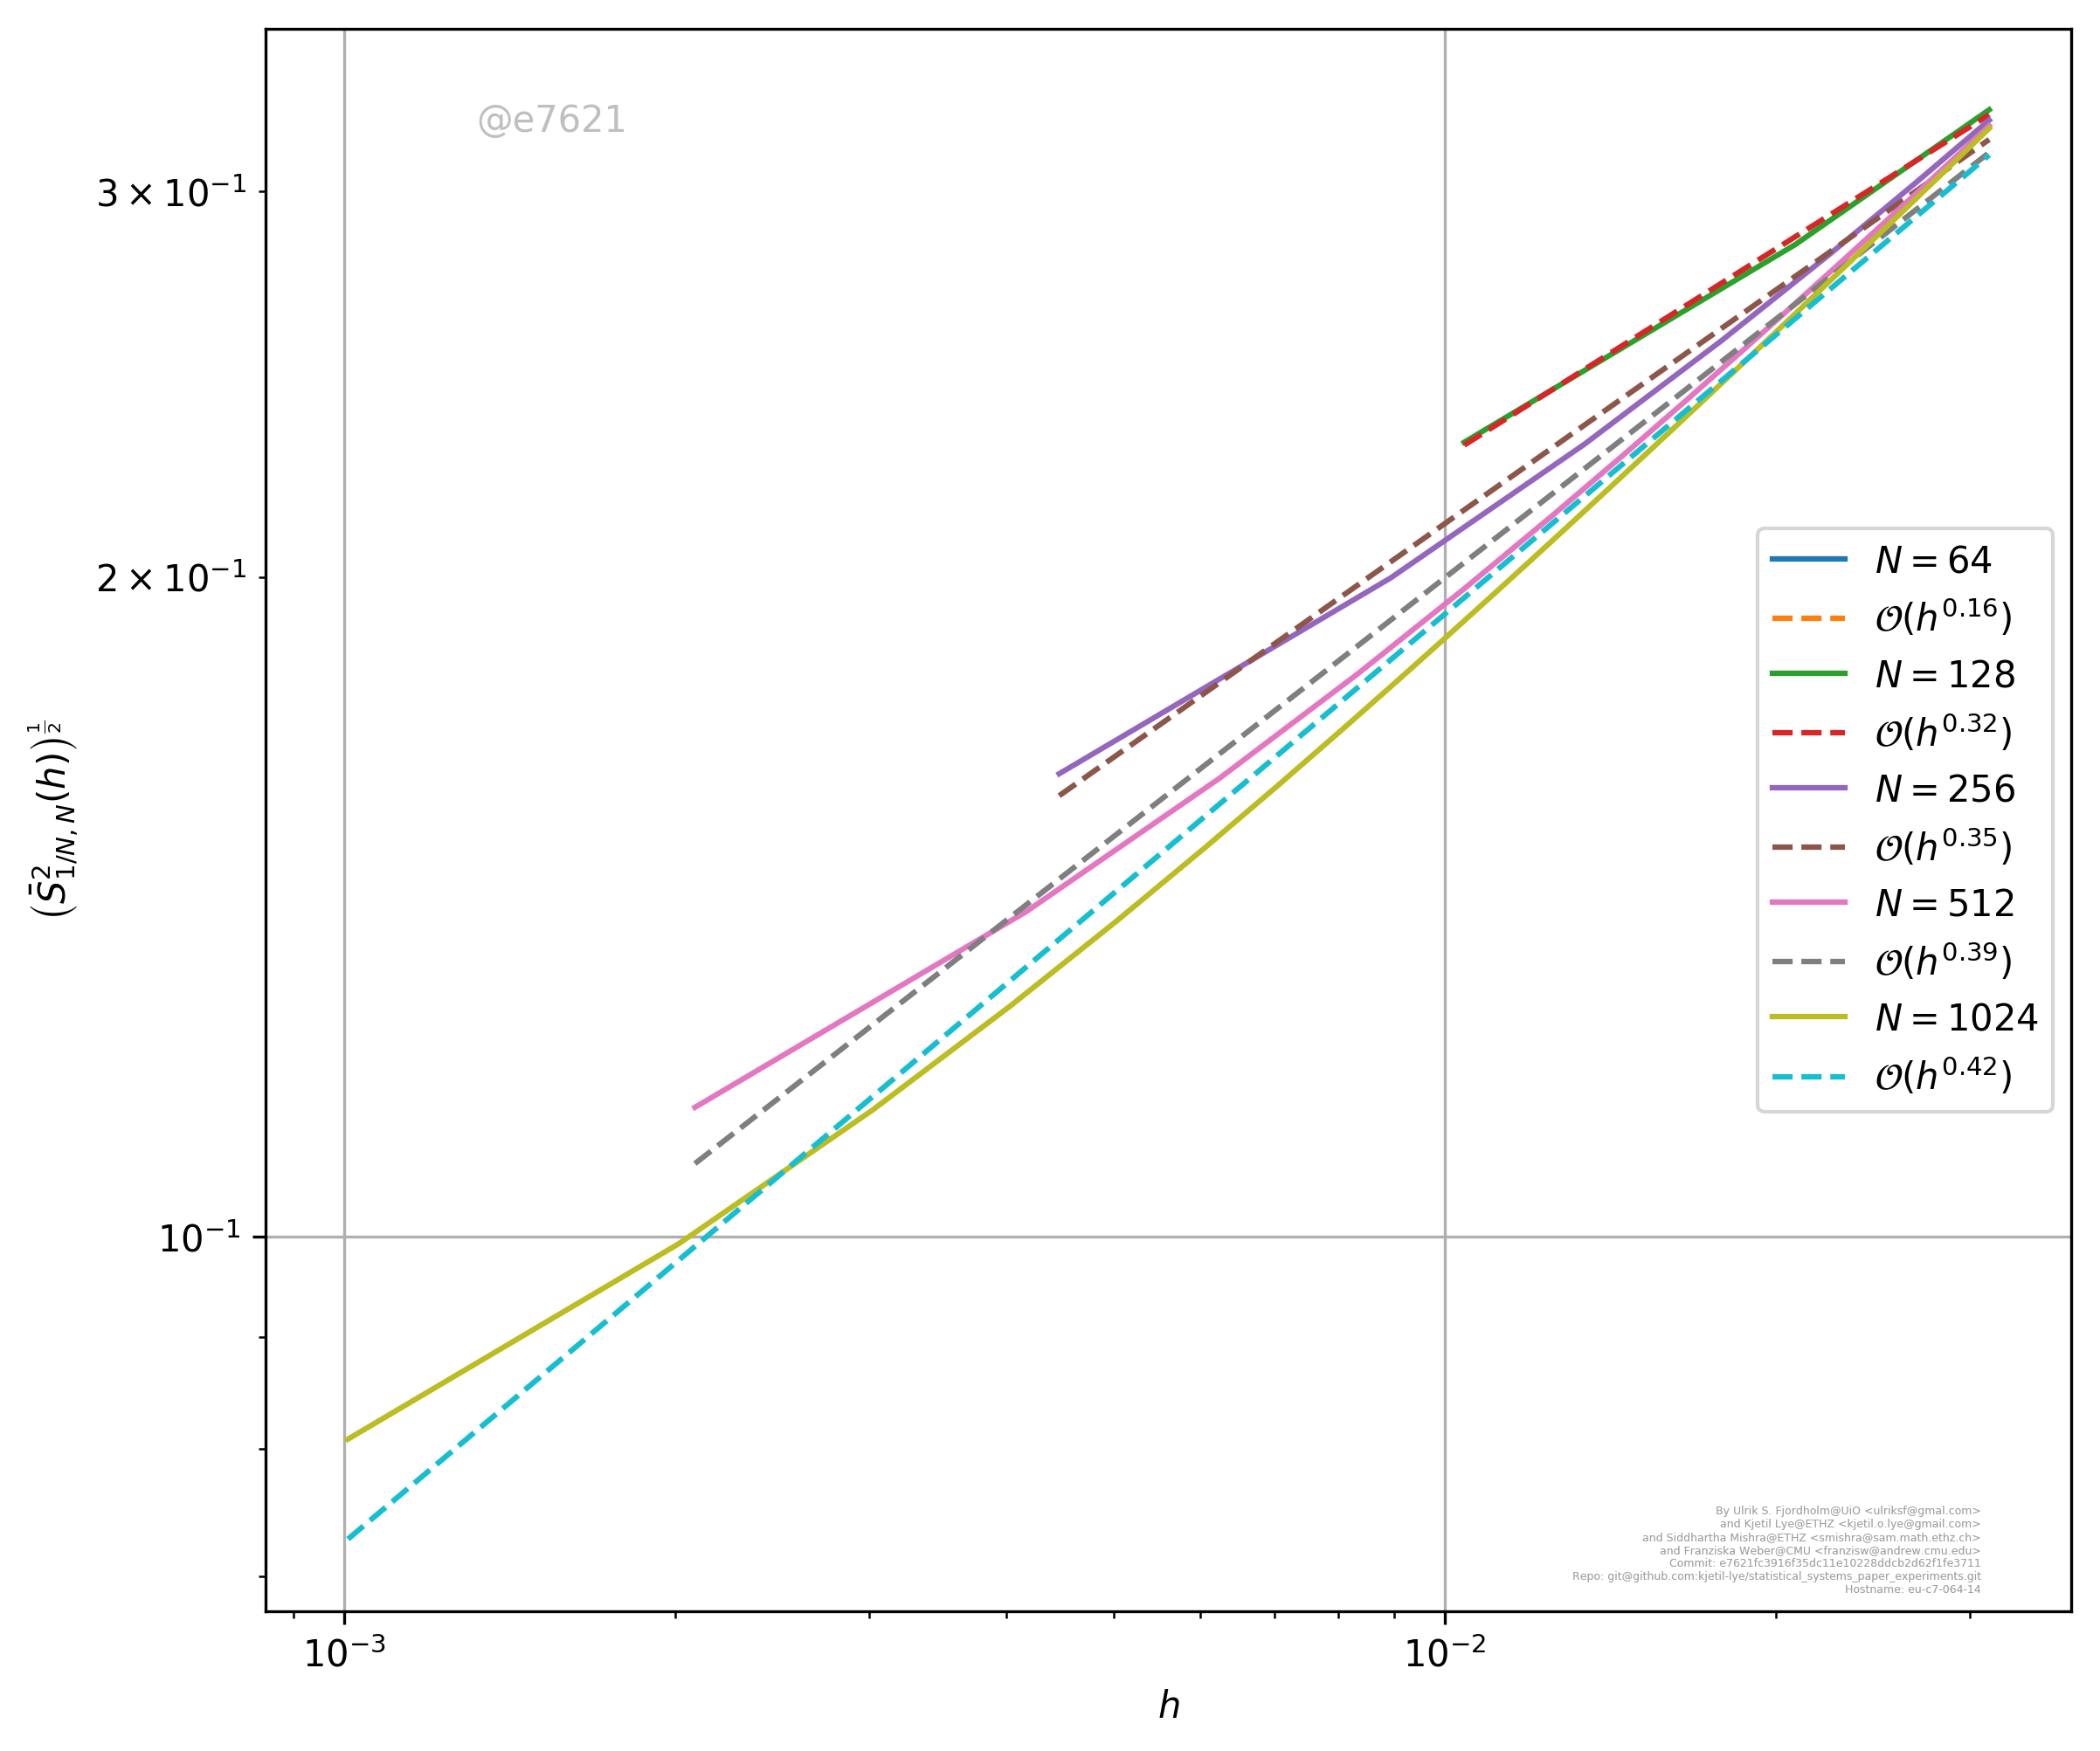 @e7621
3 × 10⁻¹
2 × 10⁻¹
10⁻¹
(S̄²_{1/N,N}(h))^{1/2}
N = 64
𝒪(h^{0.16})
N = 128
𝒪(h^{0.32})
N = 256
𝒪(h^{0.35})
N = 512
𝒪(h^{0.39})
N = 1024
𝒪(h^{0.42})
By Ulrik S. Fjordholm@UiO <ulriksf@gmal.com>
and Kjetil Lye@ETHZ <kjetil.o.lye@gmail.com>
and Siddhartha Mishra@ETHZ <smishra@sam.math.ethz.ch>
and Franziska Weber@CMU <franzisw@andrew.cmu.edu>
Commit: e7621fc3916f35dc11e10228ddcb2d62f1fe3711
Repo: git@github.com:kjetil-lye/statistical_systems_paper_experiments.git
Hostname: eu-c7-064-14
10⁻³
10⁻²
h